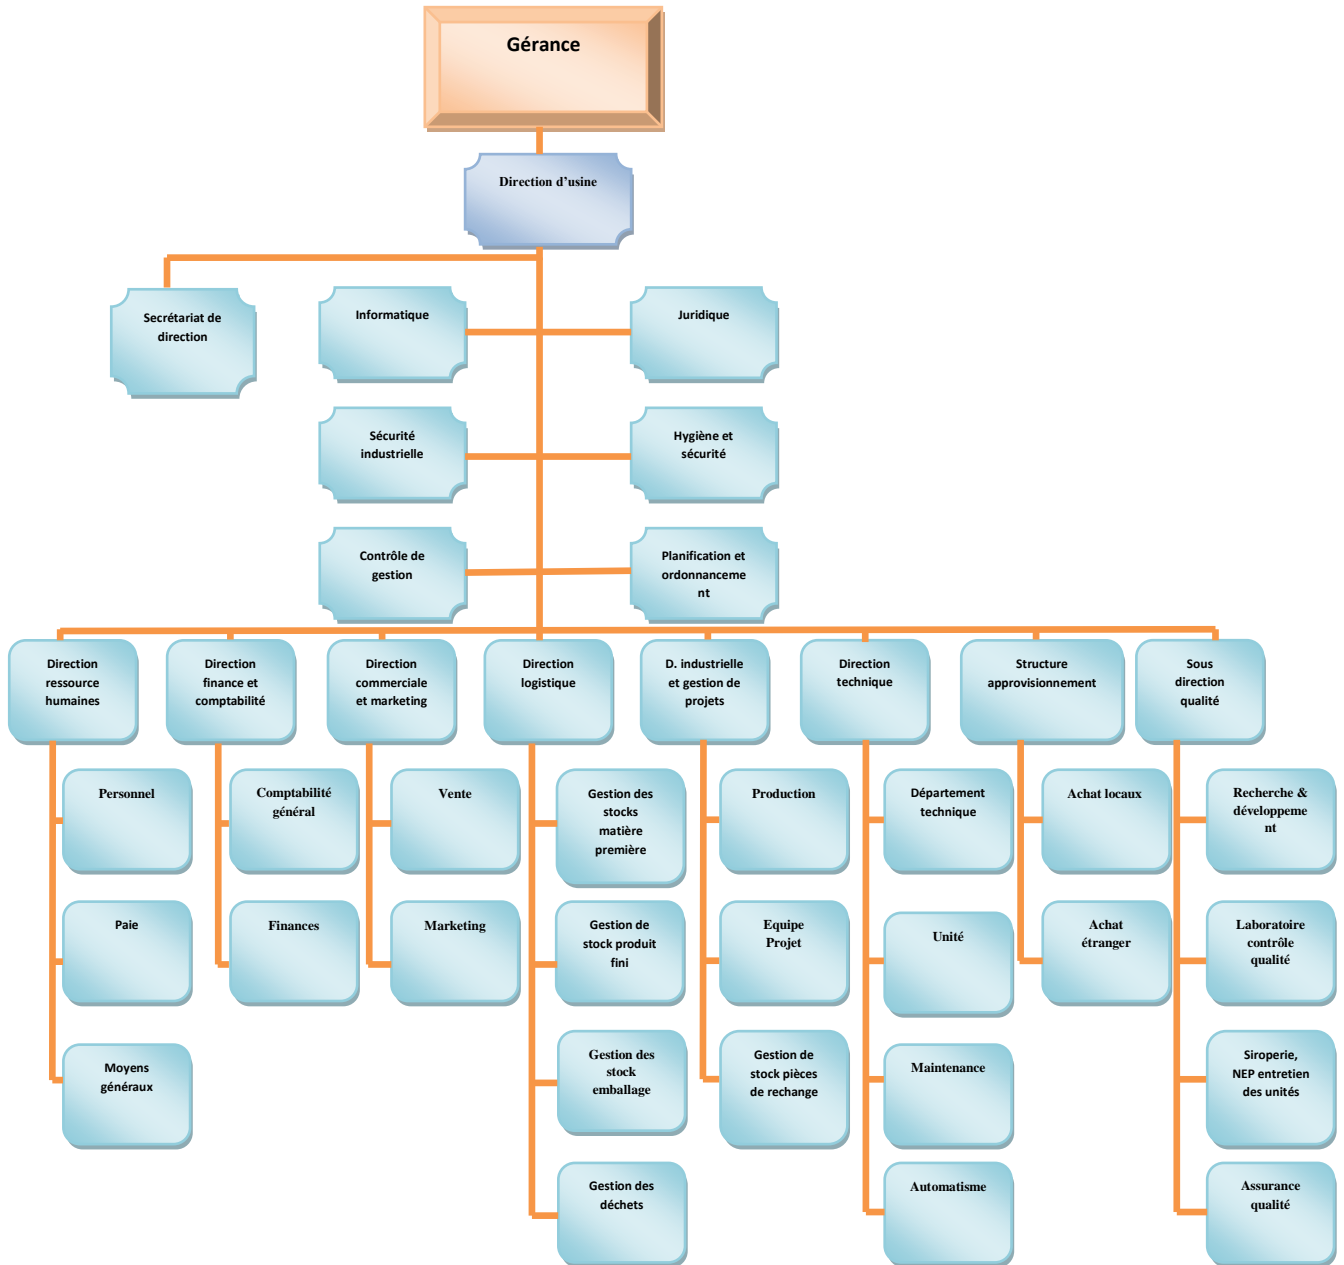 Gérance
Direction d'usine
Secrétariat de
direction
Informatique
Juridique
Sécurité
industrielle
Hygiène et
sécurité
Contrôle de
gestion
Planification et
ordonnanceme
nt
Direction
ressource
humaines
Direction
finance et
comptabilité
Direction
commerciale
et marketing
Direction
logistique
D. industrielle
et gestion de
projets
Direction
technique
Structure
approvisionnement
Sous
direction
qualité
Personnel
Comptabilité
général
Vente
Gestion des
stocks
matière
première
Production
Département
technique
Achat locaux
Recherche &
développeme
nt
Paie
Finances
Marketing
Gestion de
stock produit
fini
Equipe
Projet
Unité
Achat
étranger
Laboratoire
contrôle
qualité
Moyens
généraux
Gestion des
stock
emballage
Gestion de
stock pièces
de rechange
Maintenance
Siroperie,
NEP entretien
des unités
Gestion des
déchets
Automatisme
Assurance
qualité